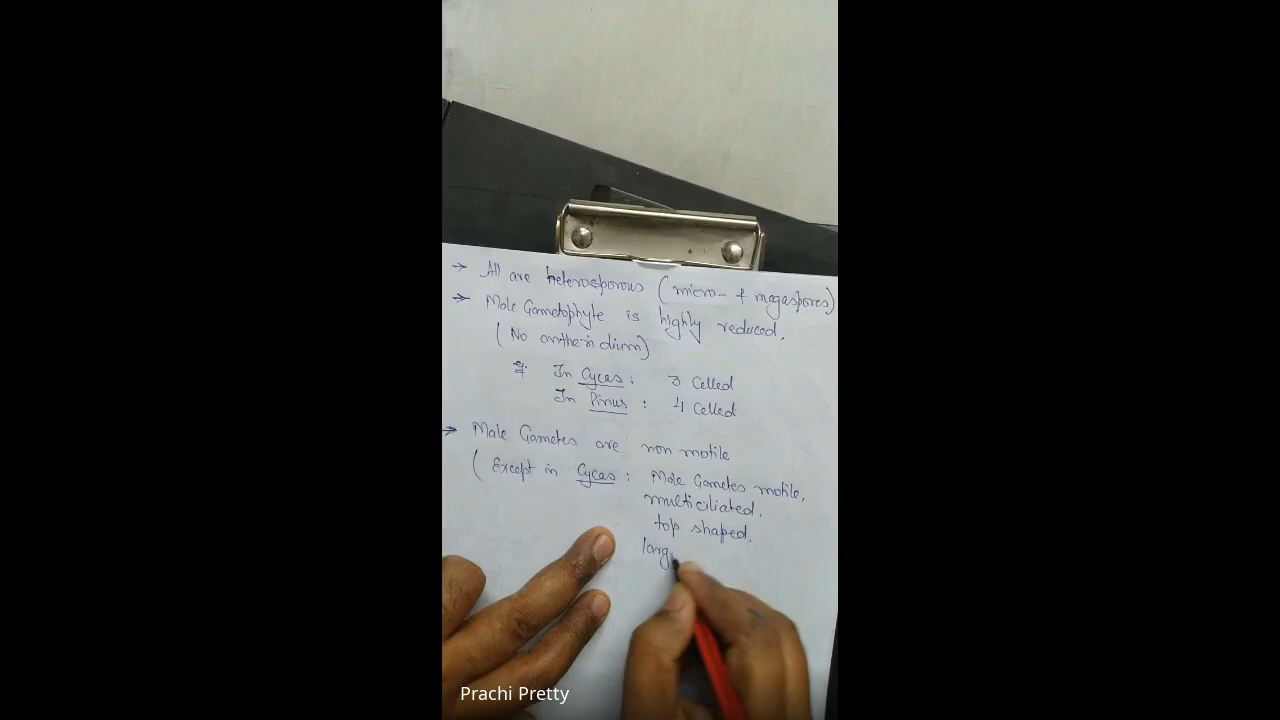 → All are heterosporous (micro- & megaspores)
→ Male Gametophyte is highly reduced.
(No antheridium)
In Cycas: 3 Celled
In Pinus: 4 Celled
→ Male Gametes are non motile
(Except in Cycas: Male Gametes motile,
multiciliated.
top shaped.
larg
Prachi Pretty